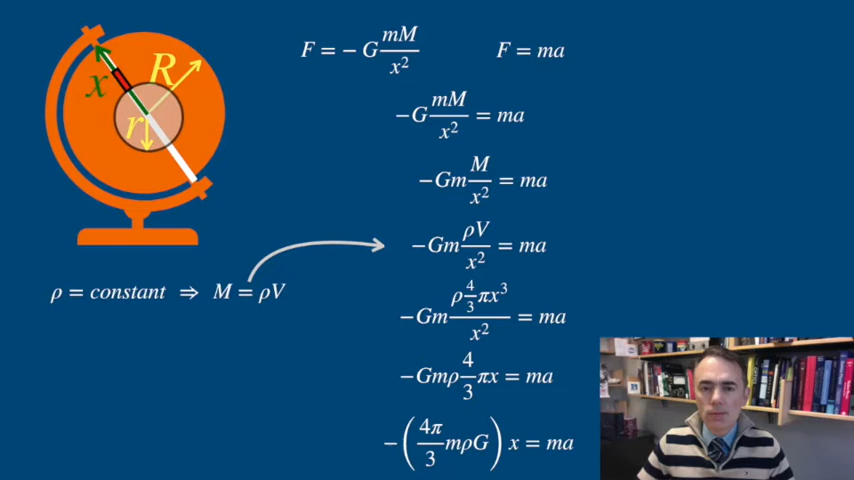 F = − G mM/x²    F = ma
−G mM/x² = ma
−Gm M/x² = ma
−Gm ρV/x² = ma
−Gm ρ 4/3 πx³/x² = ma
−Gmρ 4/3 πx = ma
−(4π/3 mρG) x = ma
x
R
r
ρ = constant ⇒ M = ρV